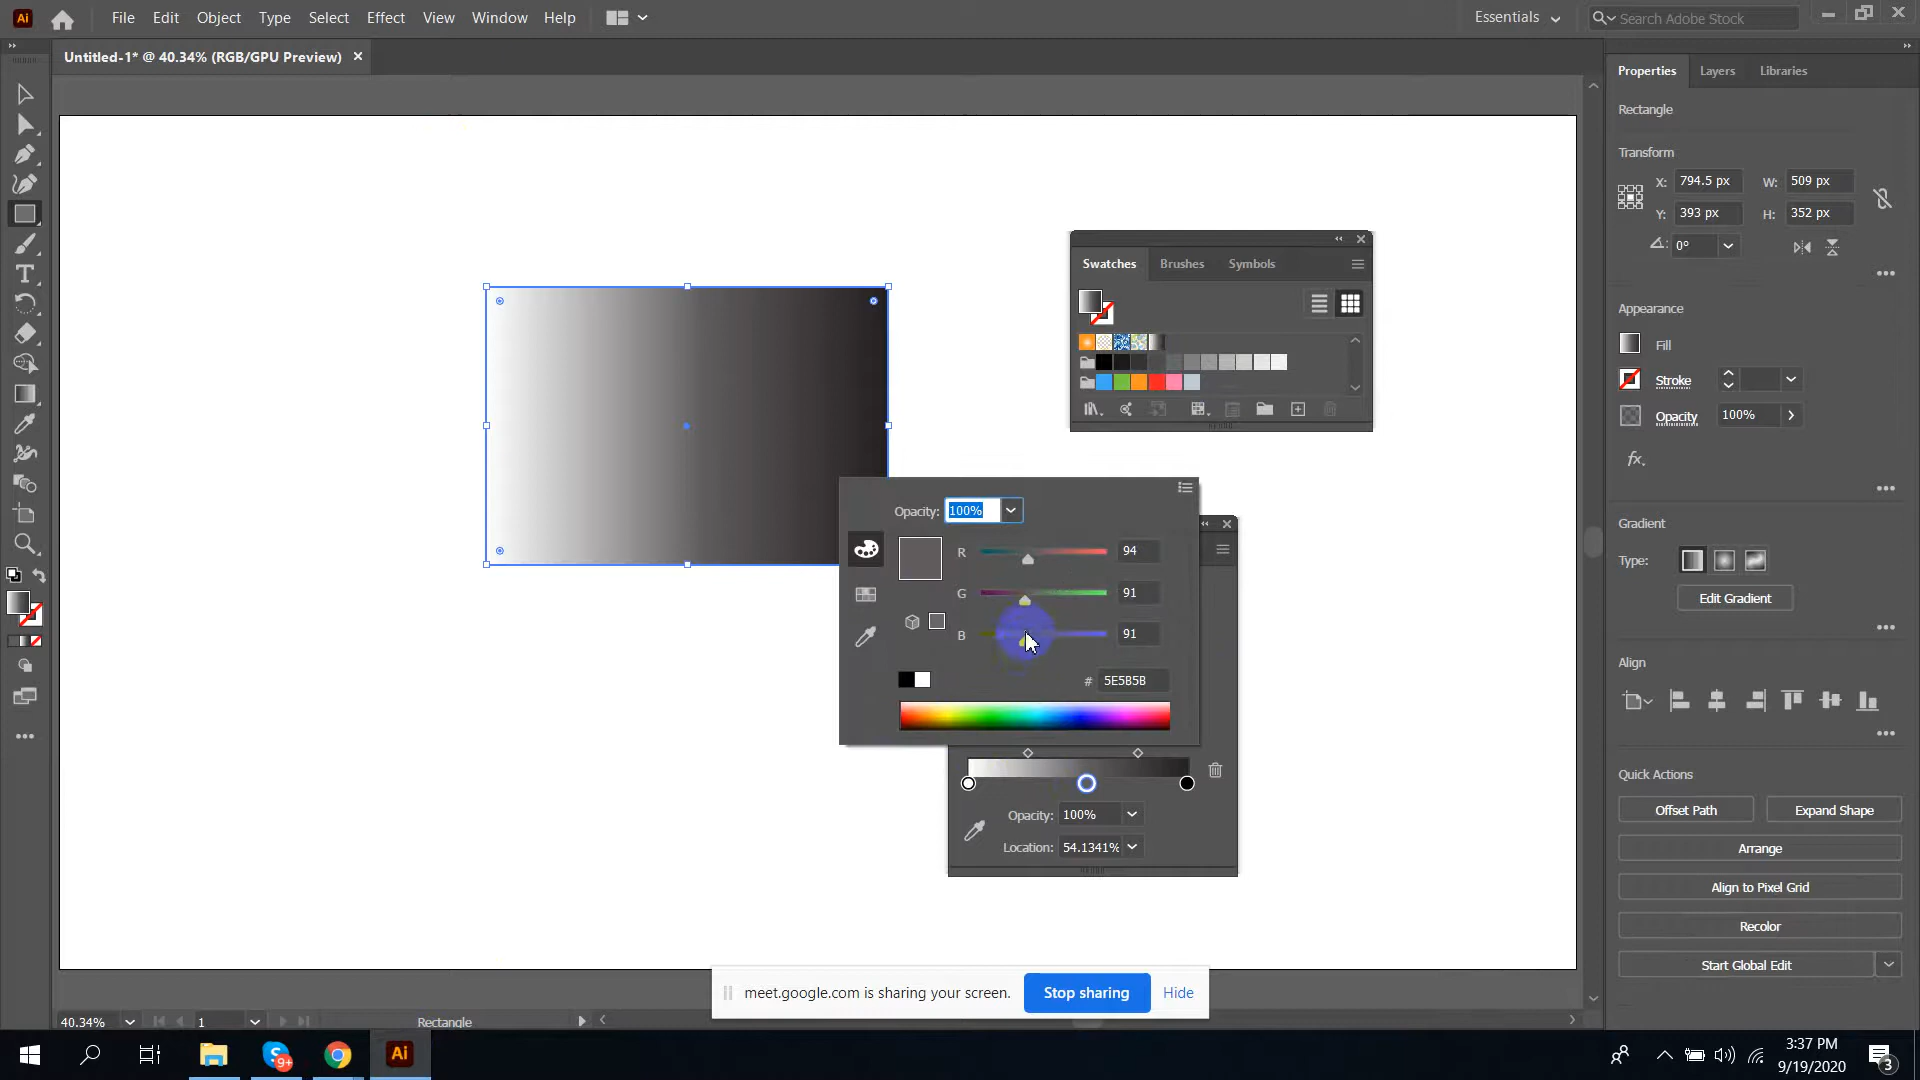 Ai File Edit Object Type Select Effect View Window Help Essentials Search Adobe Stock
Untitled-1* @ 40.34% (RGB/GPU Preview) ×
Properties Layers Libraries
Rectangle
Transform
X: 794.5 px W: 509 px
Y: 393 px H: 352 px
0°
Appearance
Fill
Stroke
Opacity 100%
fx.
Gradient
Type:
Edit Gradient
Align
Quick Actions
Offset Path Expand Shape
Arrange
Align to Pixel Grid
Recolor
Start Global Edit
Swatches Brushes Symbols
Opacity: 100%
R 94
G 91
B 91
# 5E5B5B
Opacity: 100%
Location: 54.1341%
meet.google.com is sharing your screen. Stop sharing Hide
40.34% 1 Rectangle
9+ Ai
3:37 PM
9/19/2020
3